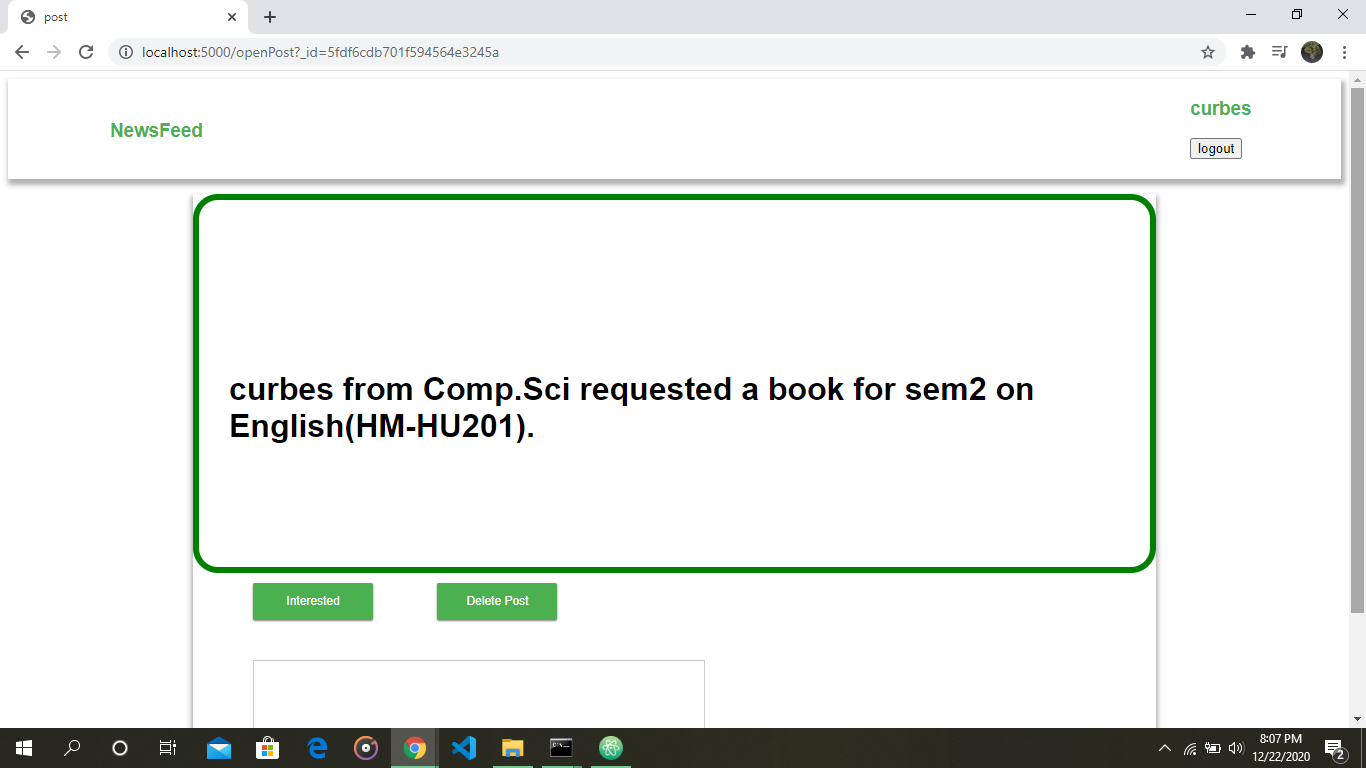 post
localhost:5000/openPost?_id=5fdf6cdb701f594564e3245a
curbes
NewsFeed
logout
curbes from Comp.Sci requested a book for sem2 on
English(HM-HU201).
Interested
Delete Post
8:07 PM
12/22/2020
2